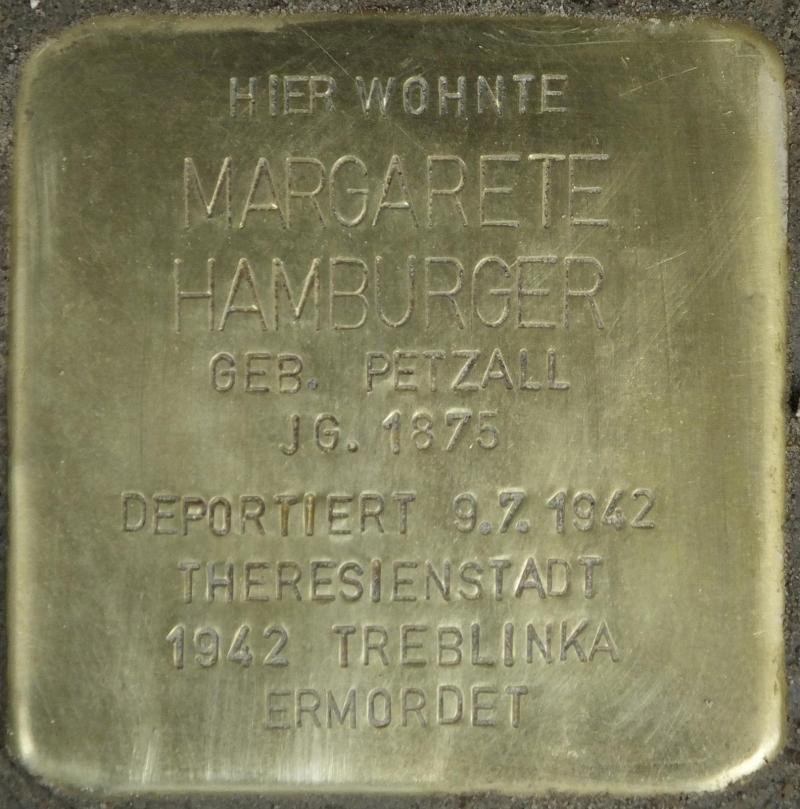 HIER WOHNTE
MARGARETE
HAMBURGER
GEB. PETZALL
JG. 1875
DEPORTIERT 9.7.1942
THERESIENSTADT
1942 TREBLINKA
ERMORDET